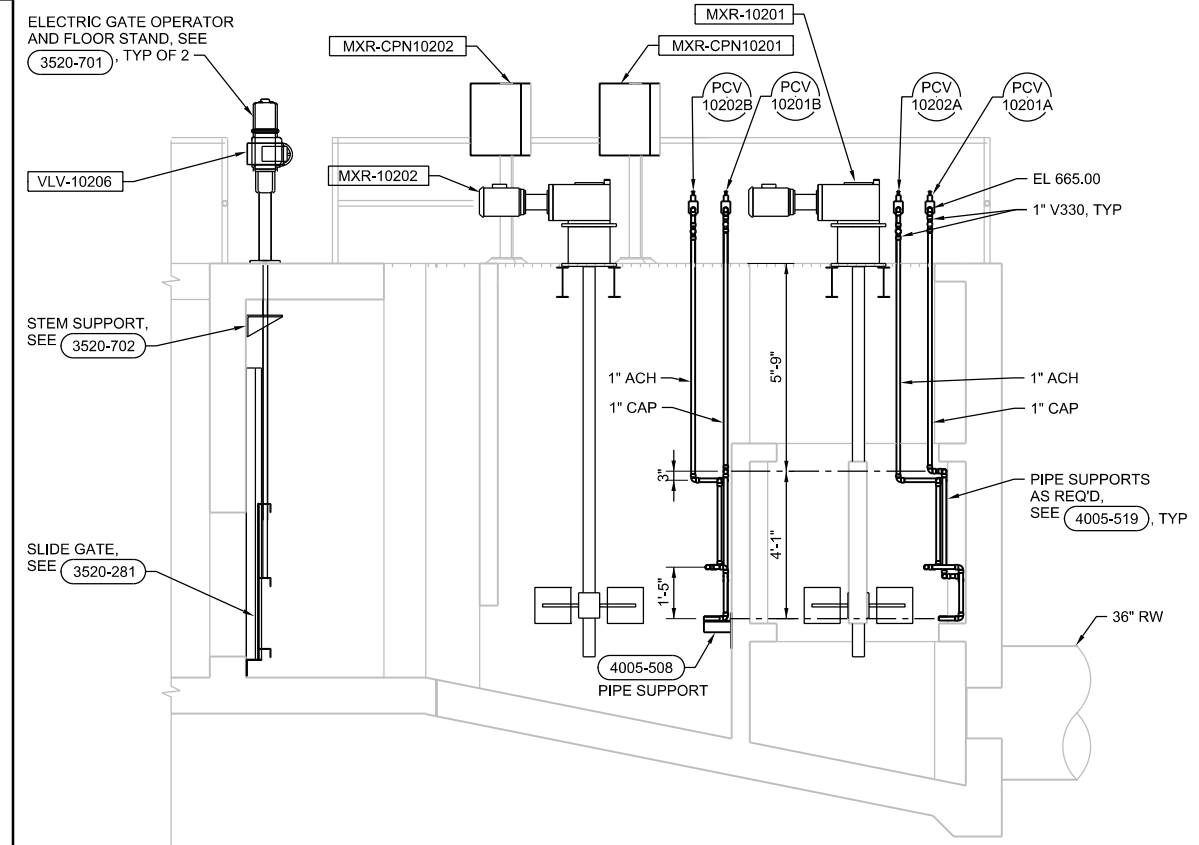 ELECTRIC GATE OPERATOR
AND FLOOR STAND, SEE
3520-701, TYP OF 2
VLV-10206
STEM SUPPORT,
SEE 3520-702
SLIDE GATE,
SEE 3520-281
MXR-CPN10202
MXR-CPN10201
MXR-10201
MXR-10202
PCV
10202B
PCV
10201B
PCV
10202A
PCV
10201A
EL 665.00
1" V330, TYP
5'-9"
1" ACH
1" CAP
1" ACH
1" CAP
3"
4'-1"
1'-5"
PIPE SUPPORTS
AS REQ'D,
SEE 4005-519, TYP
4005-508
PIPE SUPPORT
36" RW